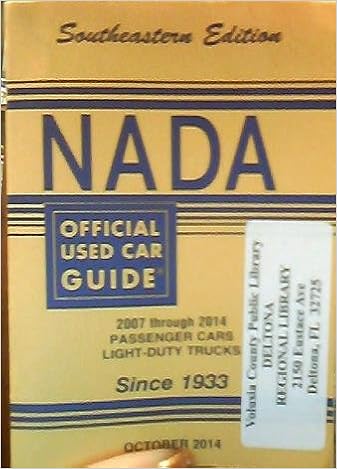 Southeastern Edition
NADA
OFFICIAL
USED CAR
GUIDE®
2007 through 2014
PASSENGER CARS
LIGHT-DUTY TRUCKS
Since 1933
OCTOBER 2014
Volusia County Public Library
DELTONA
REGIONAL LIBRARY
2150 Eustace Ave
Deltona, FL 32725